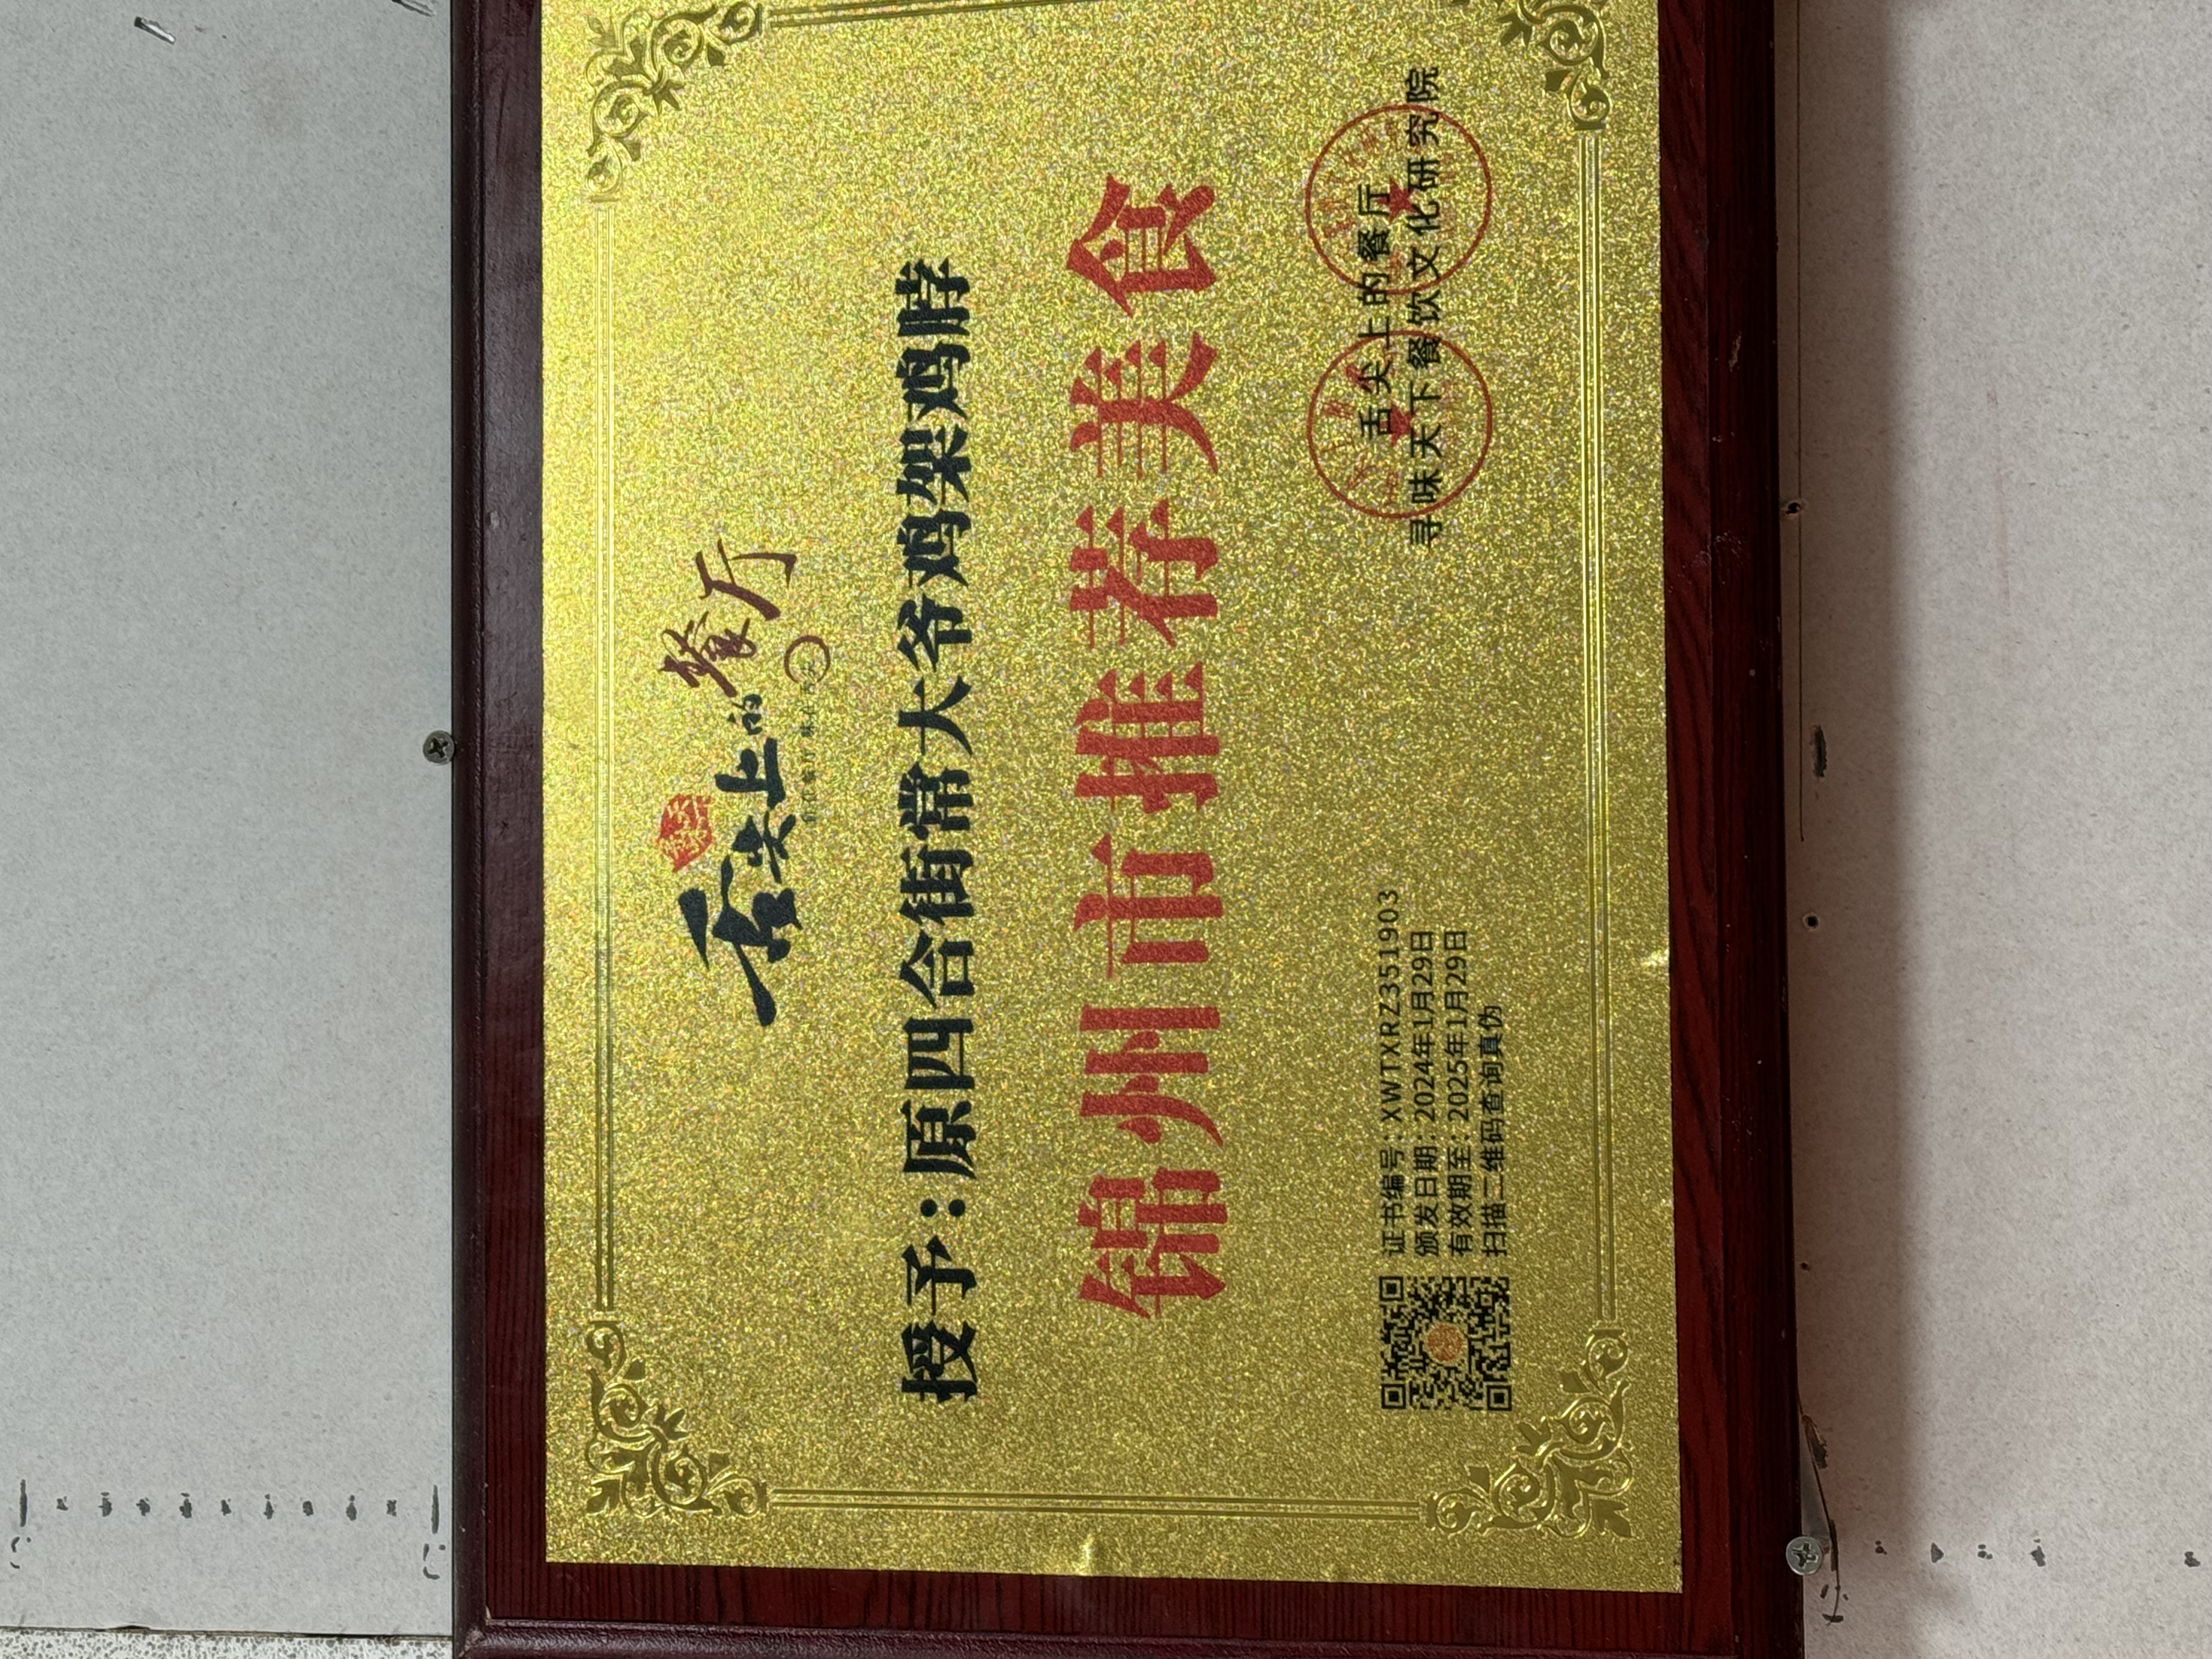 舌尖上的餐厅
授予：原四合街常大爷鸡架鸡脖
锦州市推荐美食
证书编号：XWTXRZ3511903
颁发日期：2024年1月29日
有效期至：2025年1月29日
扫描二维码查询真伪
舌尖上的餐厅
寻味天下餐饮文化研究院